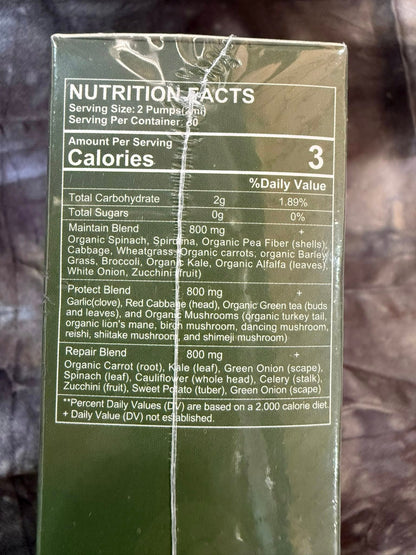 NUTRITION FACTS
Serving Size: 2 Pumps(2ml)
Serving Per Container: 30
Amount Per Serving
Calories 3
%Daily Value
Total Carbohydrate 2g 1.89%
Total Sugars 0g 0%
Maintain Blend 800 mg +
Organic Spinach, Spirulina, Organic Pea Fiber (shells),
Cabbage, Wheatgrass, Organic carrots, organic Barley
Grass, Broccoli, Organic Kale, Organic Alfalfa (leaves),
White Onion, Zucchini (fruit)
Protect Blend 800 mg +
Garlic(clove), Red Cabbage (head), Organic Green tea (buds
and leaves), and Organic Mushrooms (organic turkey tail,
organic lion's mane, birch mushroom, dancing mushroom,
reishi, shiitake mushroom, and shimeji mushroom)
Repair Blend 800 mg +
Organic Carrot (root), Kale (leaf), Green Onion (scape),
Spinach (leaf), Cauliflower (whole head), Celery (stalk),
Zucchini (fruit), Sweet Potato (tuber), Green Onion (scape)
**Percent Daily Values (DV) are based on a 2.000 calorie diet.
+ Daily Value (DV) not established.